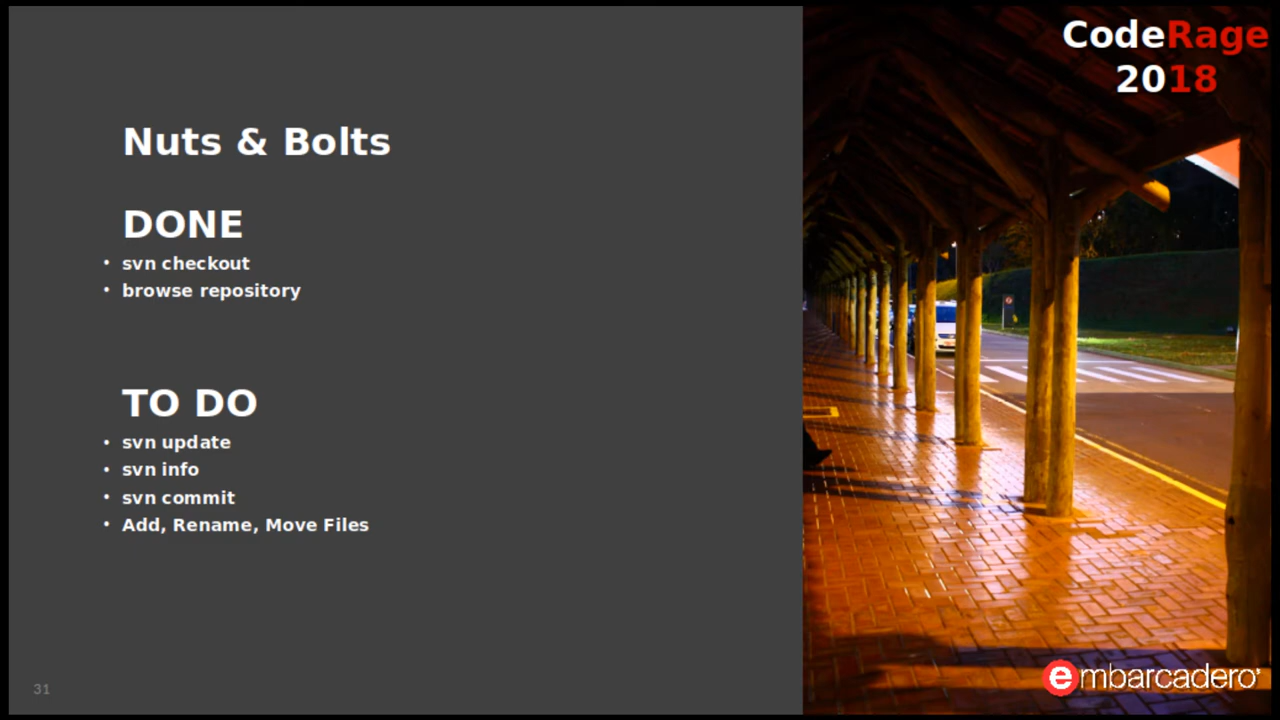 CodeRage
2018
Nuts & Bolts
DONE
• svn checkout
• browse repository
TO DO
• svn update
• svn info
• svn commit
• Add, Rename, Move Files
31
embarcadero